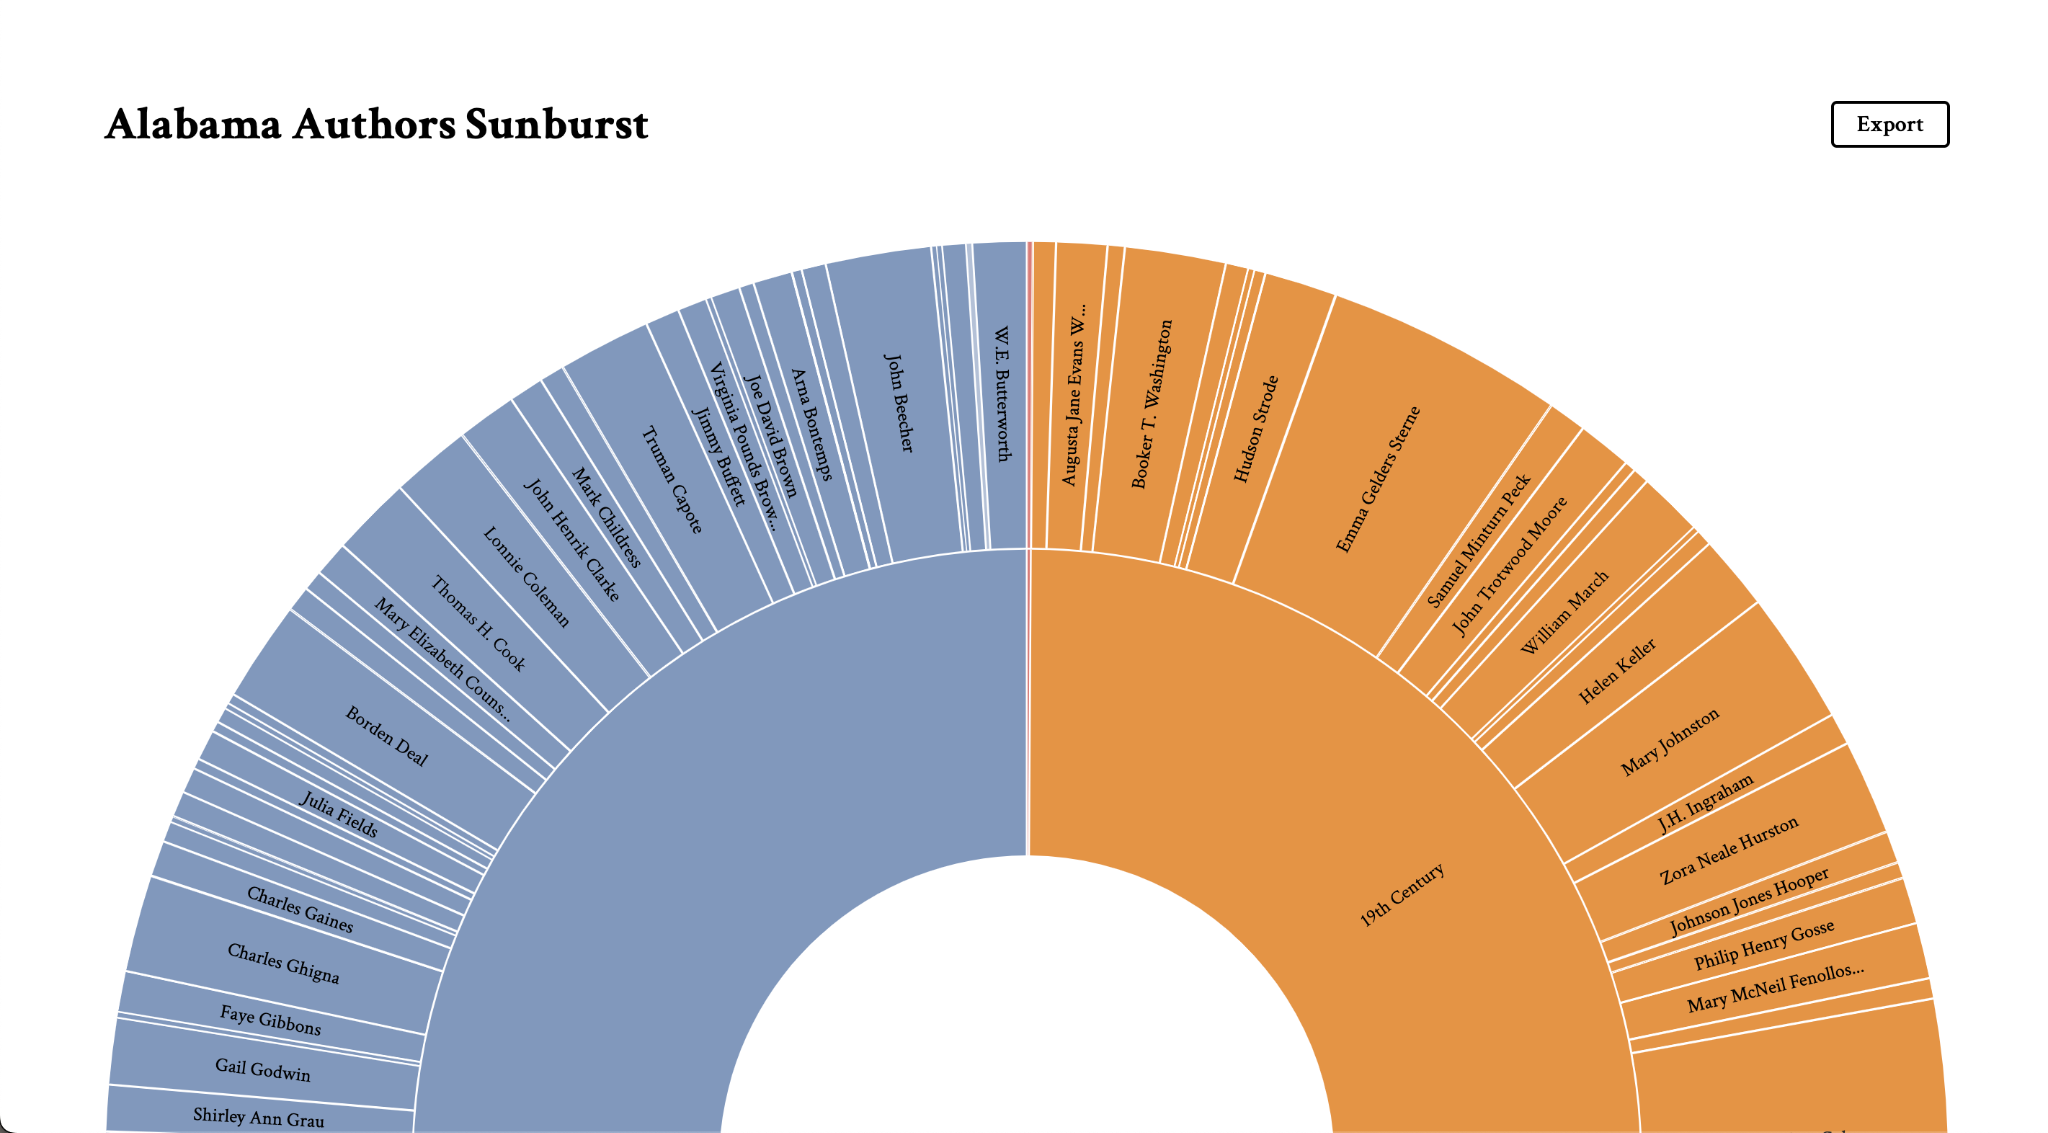 Alabama Authors Sunburst
Export
W.E. Butterworth
John Beecher
Arna Bontemps
Joe David Brown
Virginia Pounds Brow...
Jimmy Buffett
Truman Capote
Mark Childress
John Henrik Clarke
Lonnie Coleman
Thomas H. Cook
Mary Elizabeth Couns...
Borden Deal
Julia Fields
Charles Gaines
Charles Ghigna
Faye Gibbons
Gail Godwin
Shirley Ann Grau
Augusta Jane Evans W...
Booker T. Washington
Hudson Strode
Emma Gelders Sterne
Samuel Minturn Peck
John Trotwood Moore
William March
Helen Keller
Mary Johnston
J.H. Ingraham
Zora Neale Hurston
Johnson Jones Hooper
Philip Henry Gosse
Mary McNeil Fenollos...
19th Century